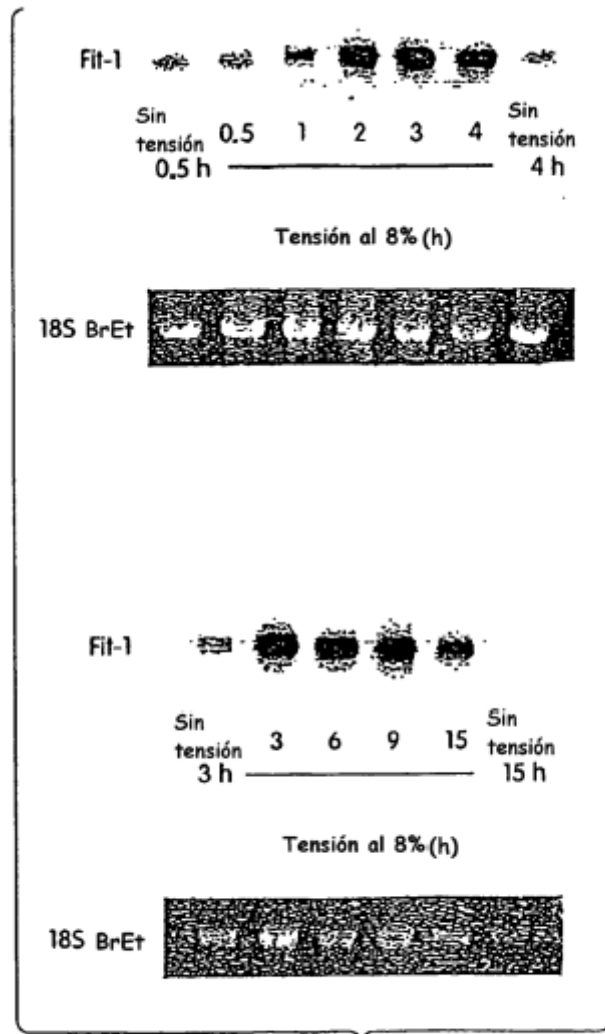 Fit-1
Sin tensión 0.5 h 0.5 1 2 3 4 Sin tensión 4 h
Tensión al 8% (h)
18S BrEt
Fit-1
Sin tensión 3 h 3 6 9 15 Sin tensión 15 h
Tensión al 8% (h)
18S BrEt